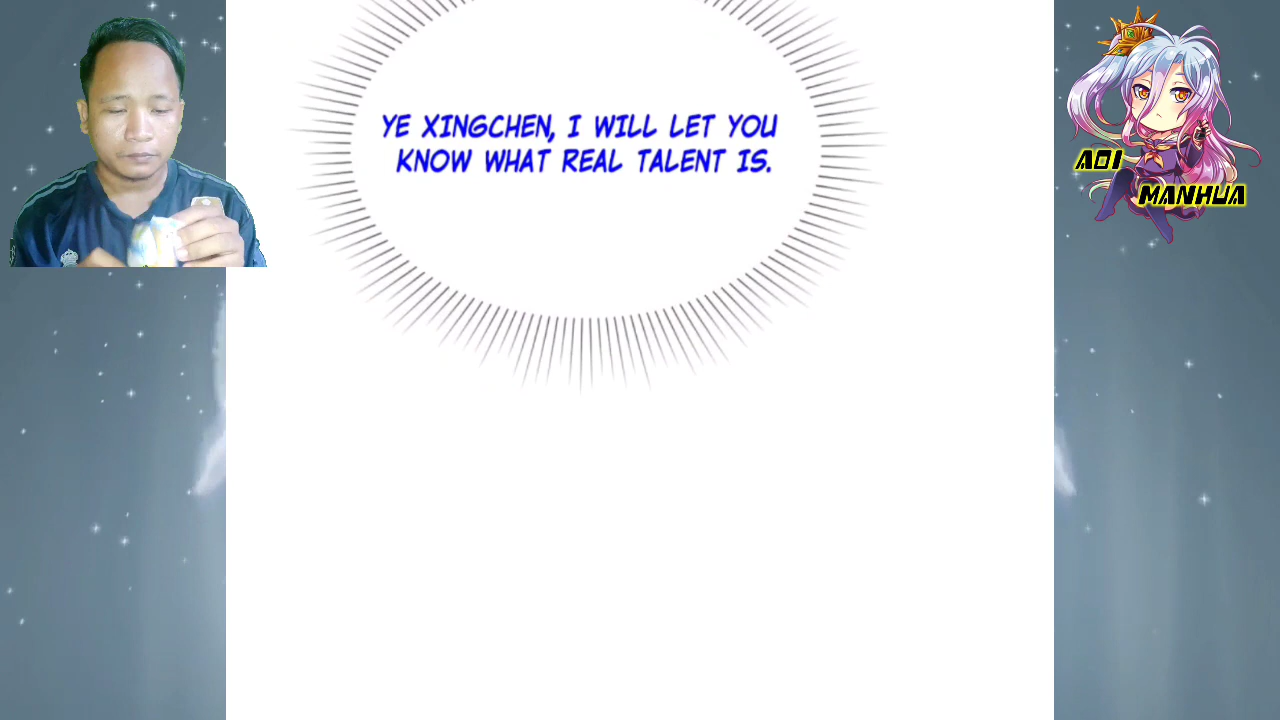 YE XINGCHEN, I WILL LET YOU
KNOW WHAT REAL TALENT IS.
AOI
MANHUA